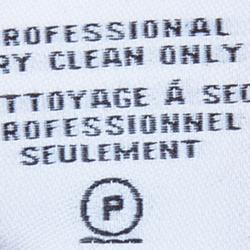 ROFESSIONAL
RY CLEAN ONLY
TTOYAGE Á SEC
ROFESSIONNEL
SEULEMENT
P